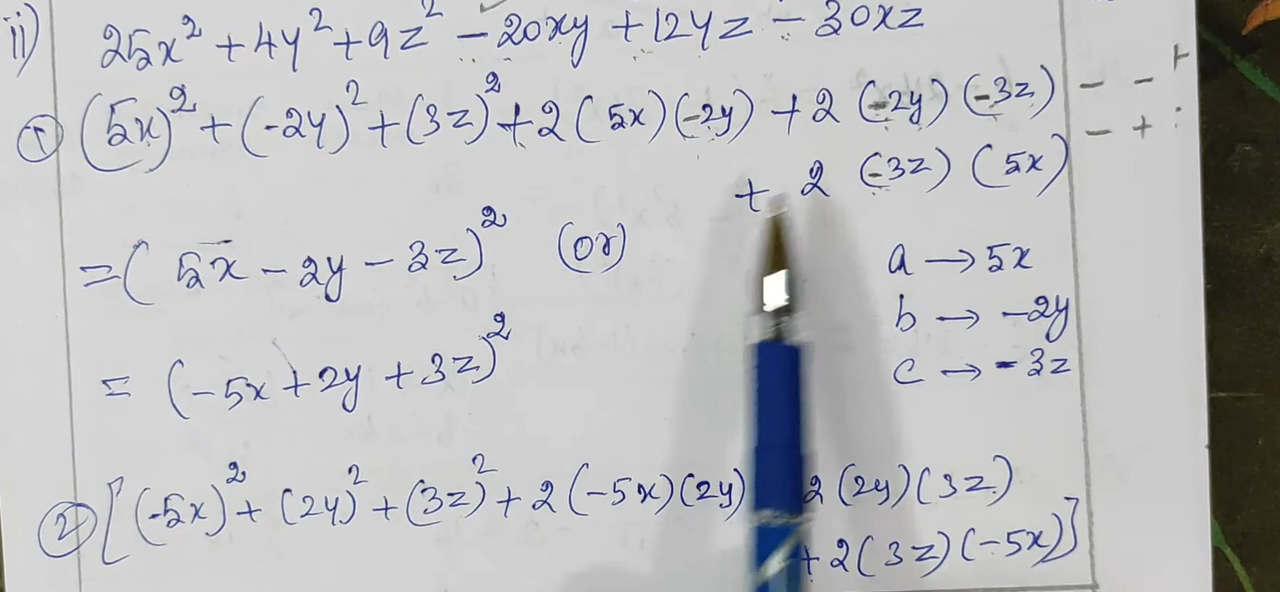 ii) 25x² + 4y² + 9z² - 20xy + 12yz - 30xz
① (5x)² + (-2y)² + (3z)² + 2 (5x) (-2y) + 2 (-2y) (-3z) - - +
+ 2 (-3z) (5x) - + :
= (5x - 2y - 3z)² (or)
a → 5x
b → -2y
= (-5x + 2y + 3z)²
c → -3z
② [(-5x)² + (2y)² + (3z)² + 2 (-5x) (2y) 2 (2y) (3z)
+ 2 (3z) (-5x)]